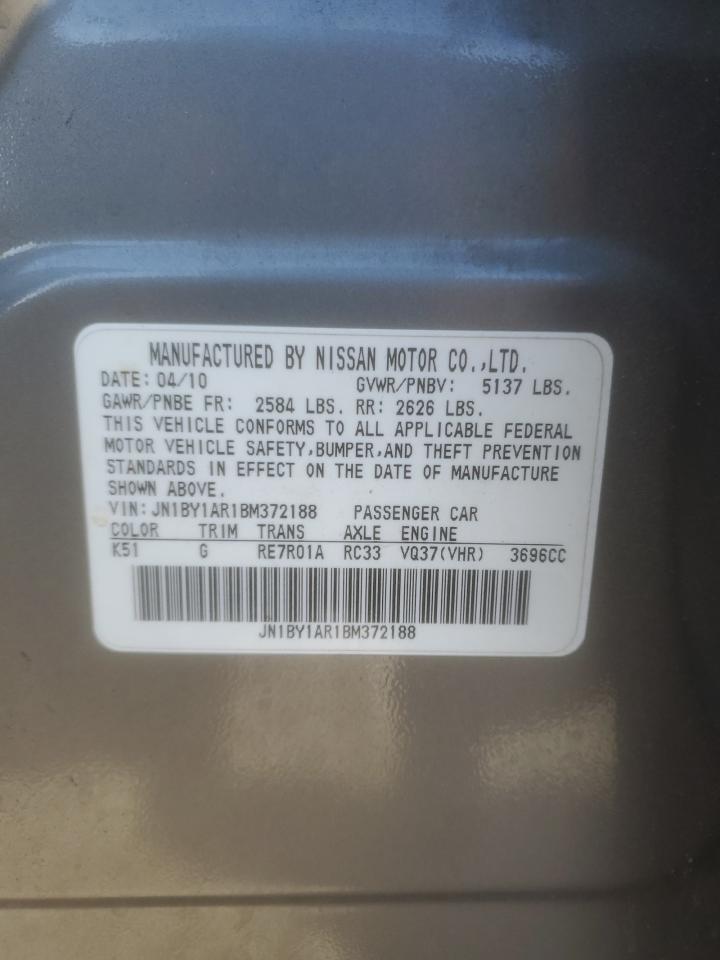 MANUFACTURED BY NISSAN MOTOR CO.,LTD.
DATE: 04/10 GVWR/PNBV: 5137 LBS.
GAWR/PNBE FR: 2584 LBS. RR: 2626 LBS.
THIS VEHICLE CONFORMS TO ALL APPLICABLE FEDERAL
MOTOR VEHICLE SAFETY,BUMPER,AND THEFT PREVENTION
STANDARDS IN EFFECT ON THE DATE OF MANUFACTURE
SHOWN ABOVE.
VIN: JN1BY1AR1BM372188 PASSENGER CAR
COLOR TRIM TRANS AXLE ENGINE
K51 G RE7R01A RC33 VQ37(VHR) 3696CC
JN1BY1AR1BM372188